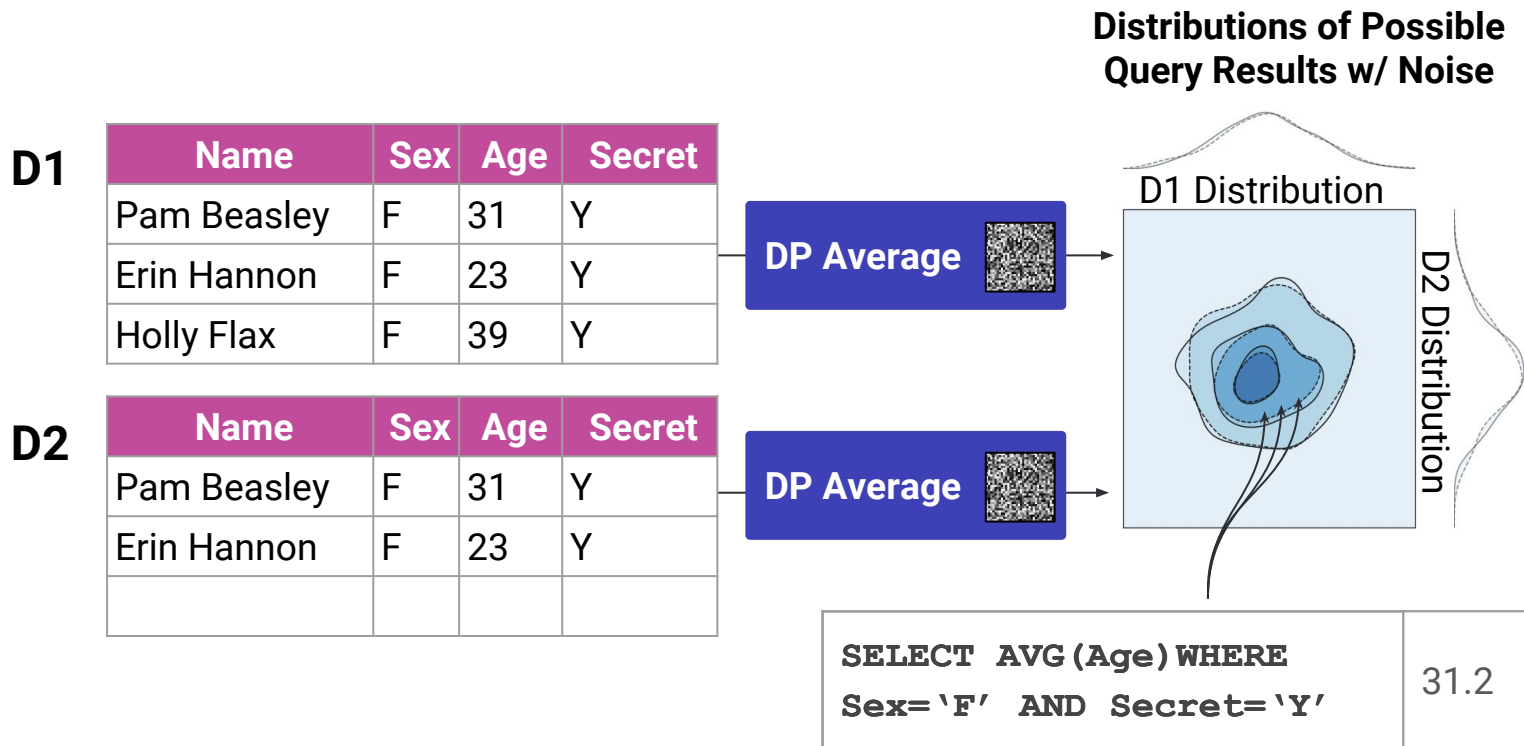 Distributions of Possible
Query Results w/ Noise
D1
Name Sex Age Secret
Pam Beasley F 31 Y
Erin Hannon F 23 Y
Holly Flax F 39 Y
DP Average
D1 Distribution
D2 Distribution
D2
Name Sex Age Secret
Pam Beasley F 31 Y
Erin Hannon F 23 Y
DP Average
SELECT AVG(Age)WHERE
Sex=‘F’ AND Secret=‘Y’
31.2